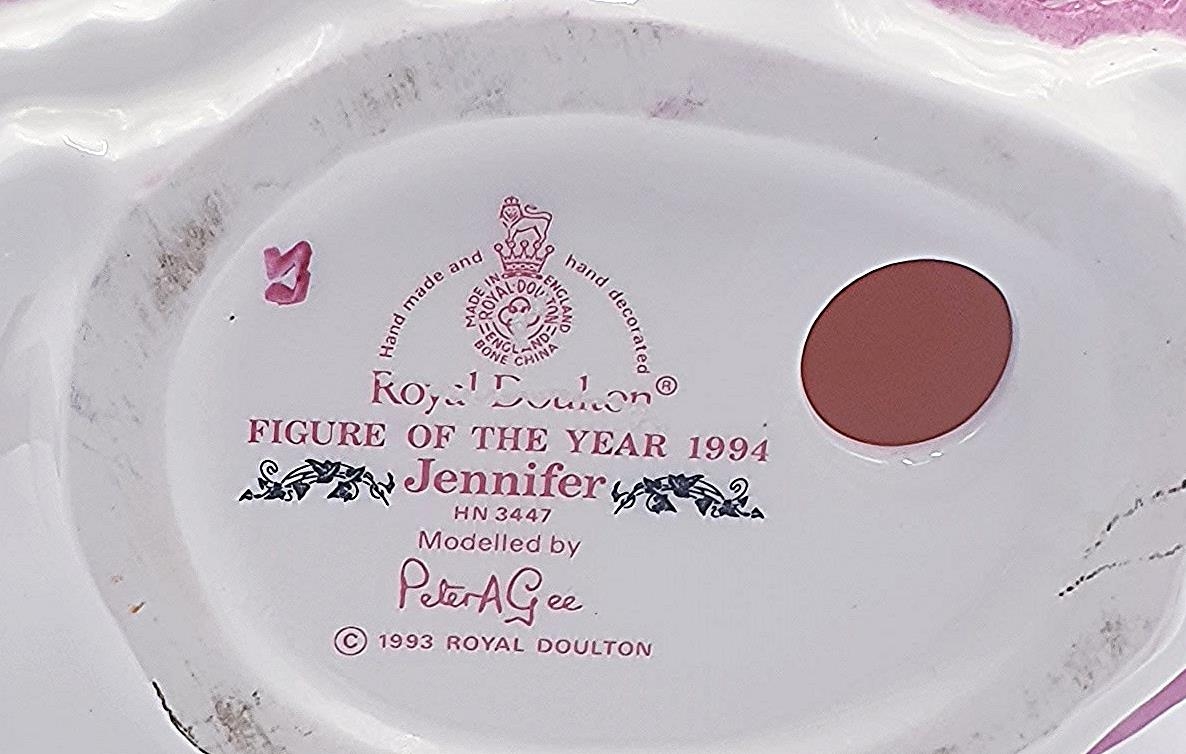 Hand made and hand decorated
MADE IN ENGLAND
ROYAL·DOULTON
ENGLAND
BONE CHINA
Royal Doulton®
FIGURE OF THE YEAR 1994
Jennifer
HN 3447
Modelled by
Peter A Gee
© 1993 ROYAL DOULTON